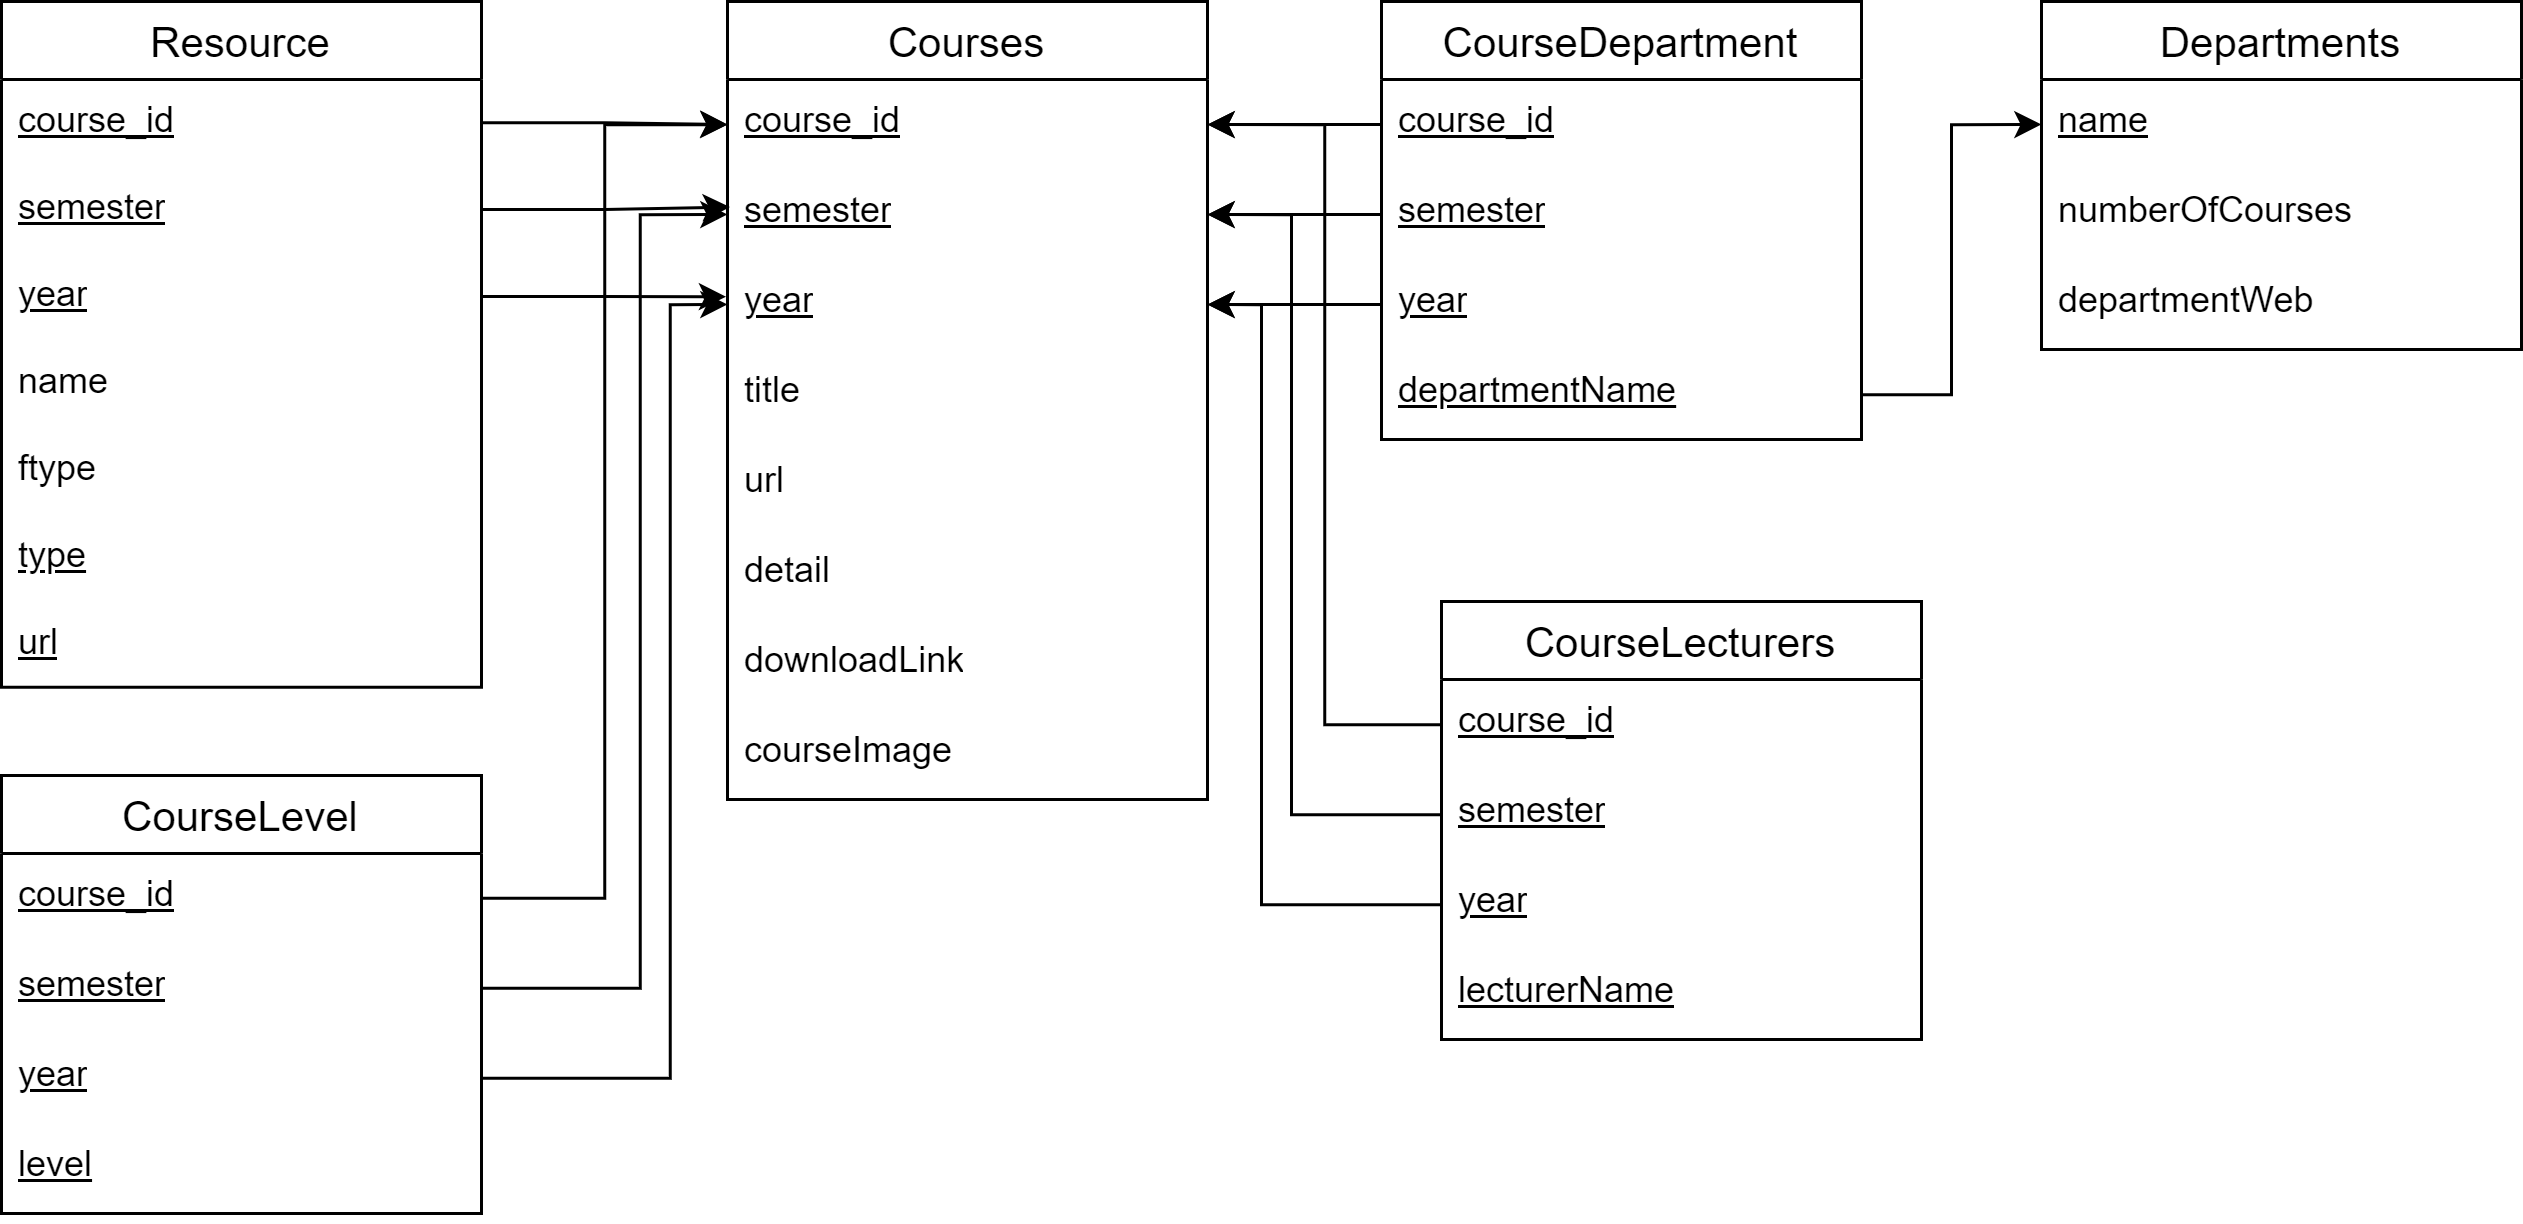 Resource
course_id
semester
year
name
ftype
type
url
CourseLevel
course_id
semester
year
level
Courses
course_id
semester
year
title
url
detail
downloadLink
courseImage
CourseDepartment
course_id
semester
year
departmentName
CourseLecturers
course_id
semester
year
lecturerName
Departments
name
numberOfCourses
departmentWeb